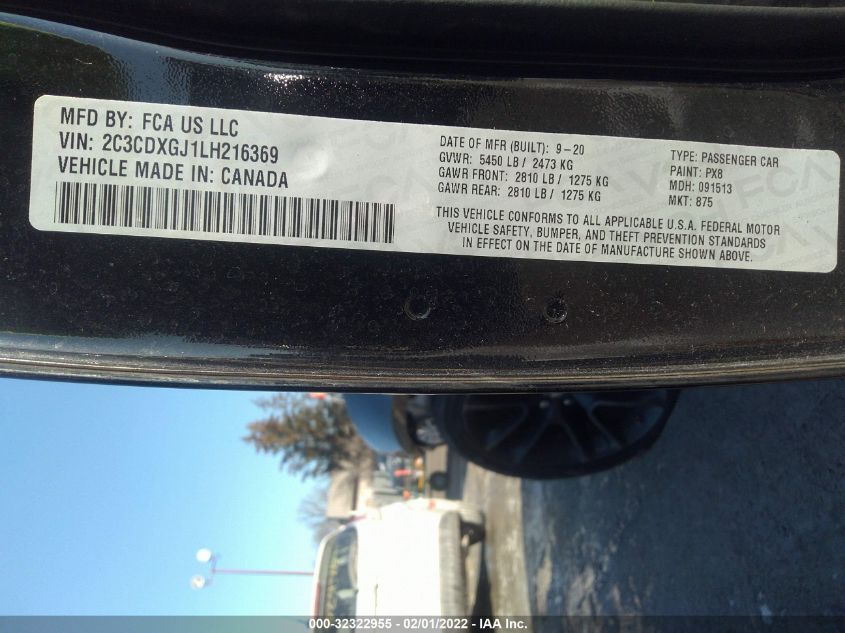 MFD BY: FCA US LLC
VIN: 2C3CDXGJ1LH216369
VEHICLE MADE IN: CANADA
DATE OF MFR (BUILT): 9-20
GVWR: 5450 LB / 2473 KG
GAWR FRONT: 2810 LB / 1275 KG
GAWR REAR: 2810 LB / 1275 KG
TYPE: PASSENGER CAR
PAINT: PX8
MDH: 091513
MKT: 875
THIS VEHICLE CONFORMS TO ALL APPLICABLE U.S.A. FEDERAL MOTOR
VEHICLE SAFETY, BUMPER, AND THEFT PREVENTION STANDARDS
IN EFFECT ON THE DATE OF MANUFACTURE SHOWN ABOVE.
000-32322955 - 02/01/2022 - IAA Inc.